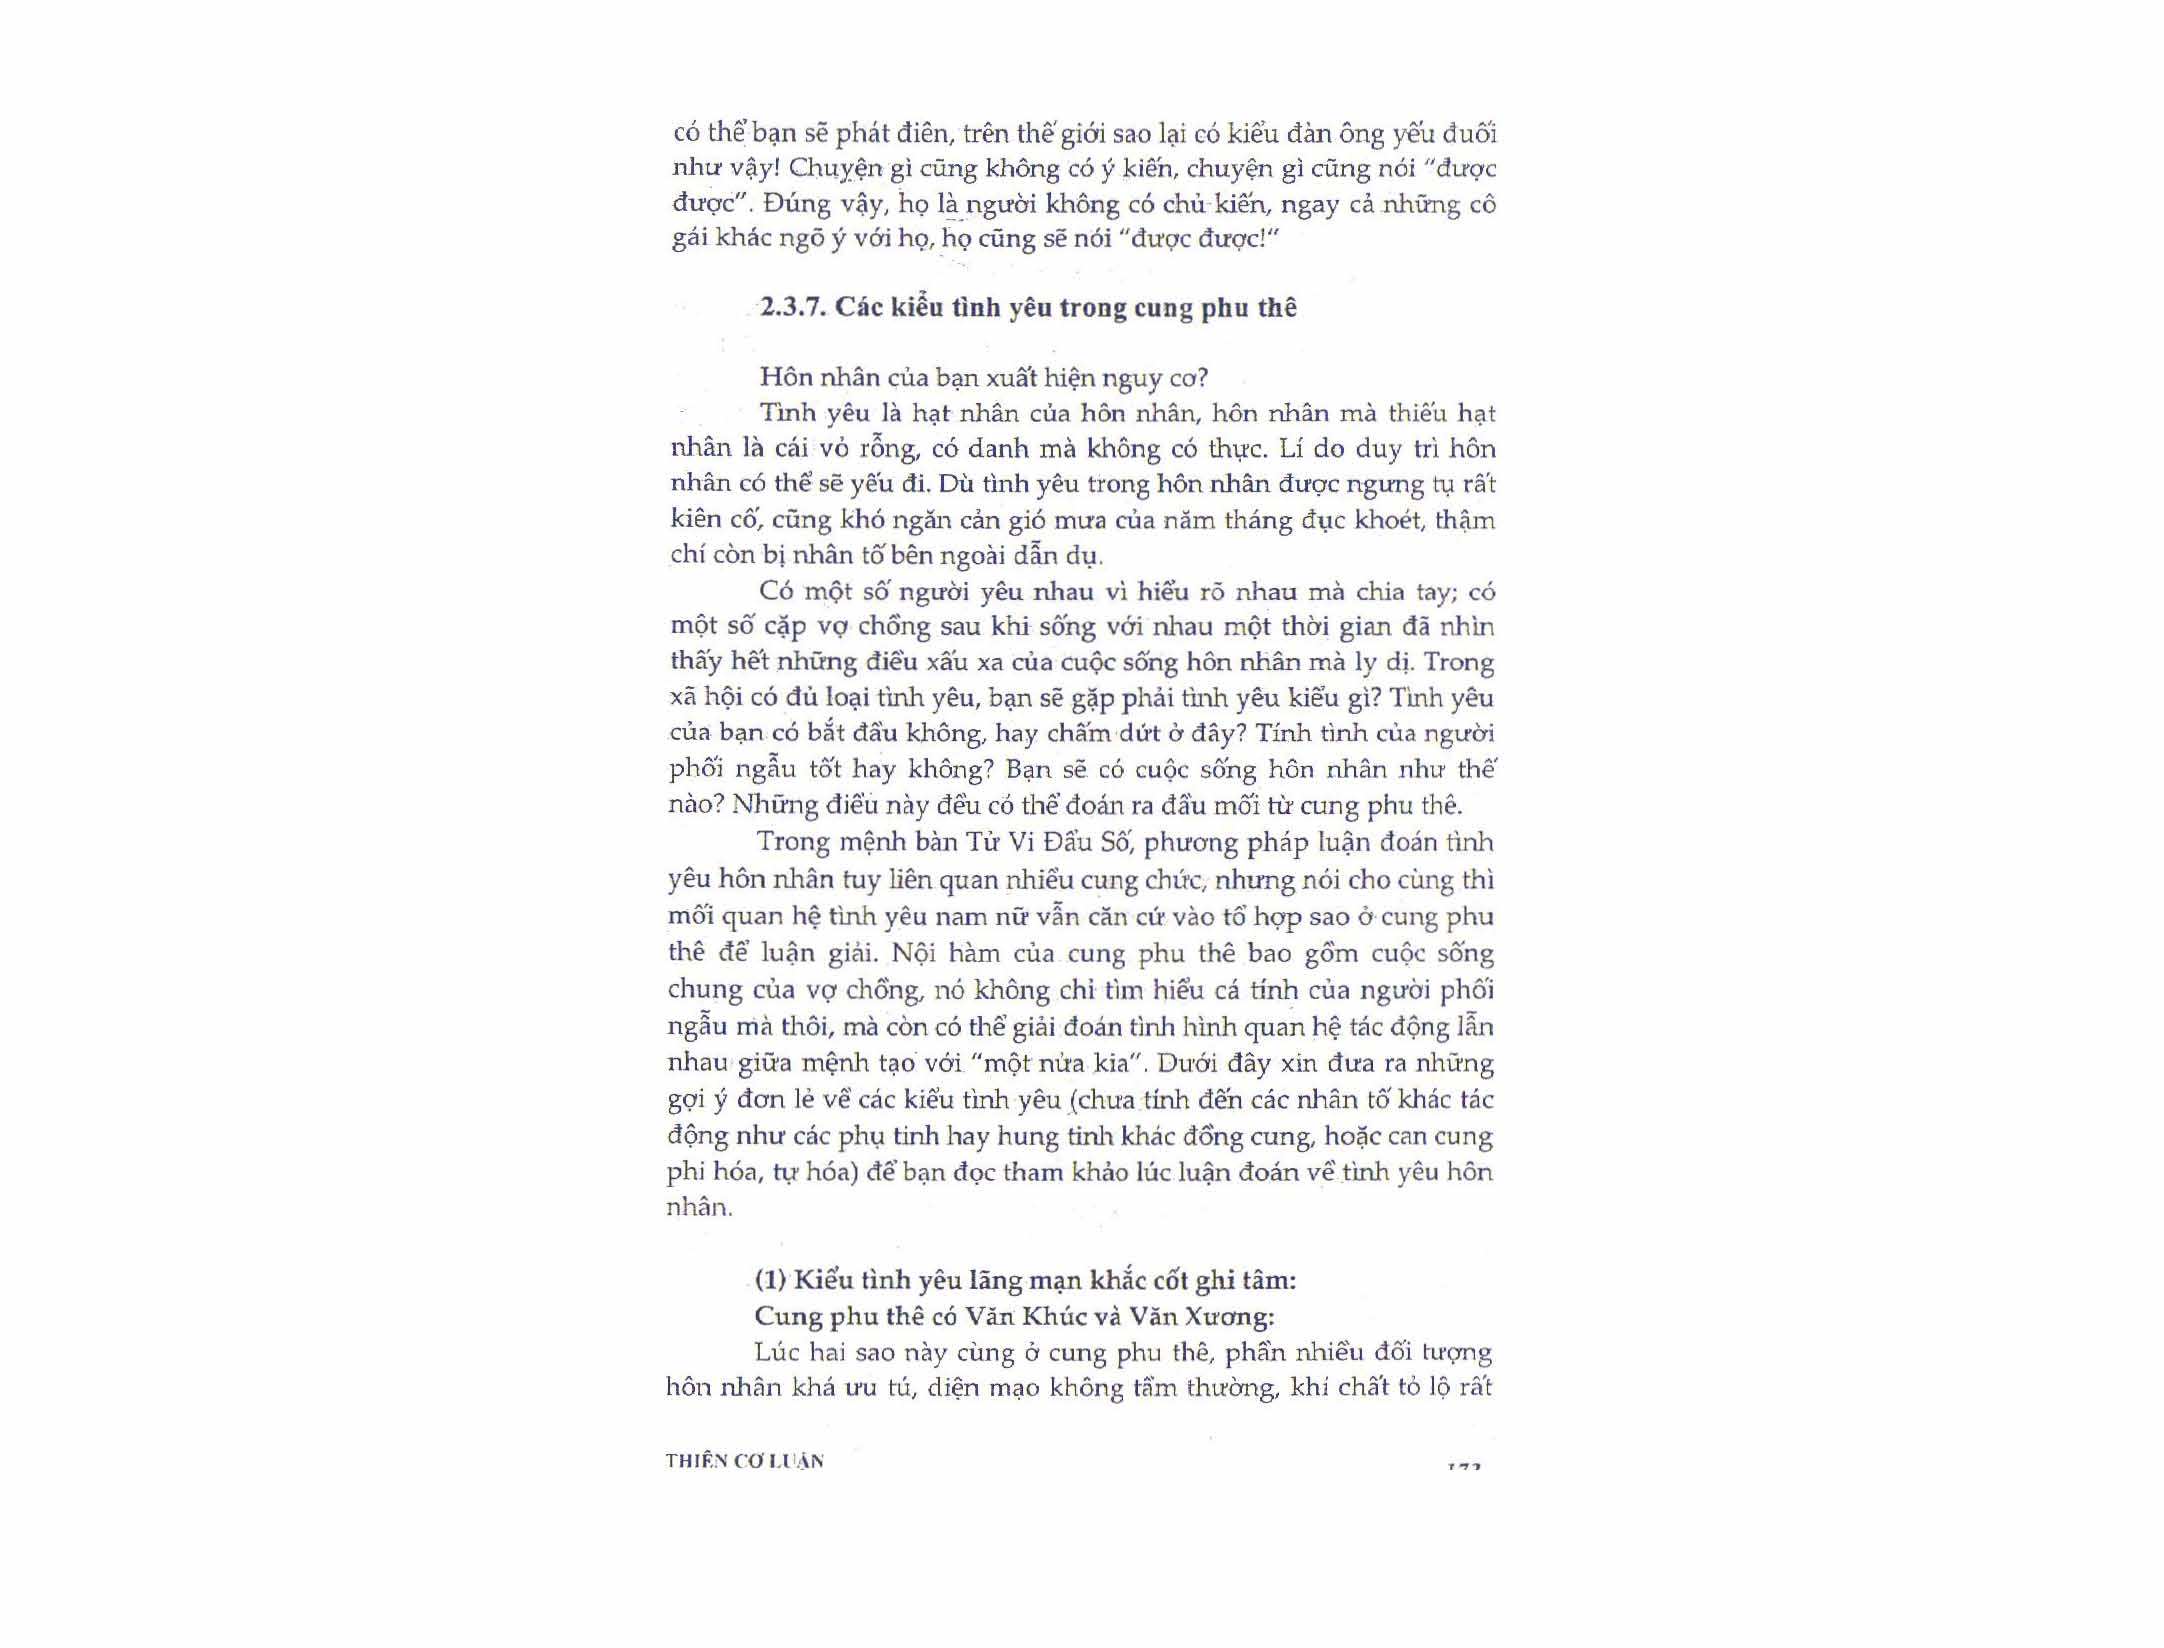 có thể bạn sẽ phát điên, trên thế giới sao lại có kiểu đàn ông yếu đuối
như vậy! Chuyện gì cũng không có ý kiến, chuyện gì cũng nói "được
được". Đúng vậy, họ là người không có chủ kiến, ngay cả những cô
gái khác ngõ ý với họ, họ cũng sẽ nói "được được!"
2.3.7. Các kiểu tình yêu trong cung phu thê
Hôn nhân của bạn xuất hiện nguy cơ?
Tình yêu là hạt nhân của hôn nhân, hôn nhân mà thiếu hạt
nhân là cái vỏ rỗng, có danh mà không có thực. Lí do duy trì hôn
nhân có thể sẽ yếu đi. Dù tình yêu trong hôn nhân được ngưng tụ rất
kiên cố, cũng khó ngăn cản gió mưa của năm tháng đục khoét, thậm
chí còn bị nhân tố bên ngoài dẫn dụ.
Có một số người yêu nhau vì hiểu rõ nhau mà chia tay; có
một số cặp vợ chồng sau khi sống với nhau một thời gian đã nhìn
thấy hết những điều xấu xa của cuộc sống hôn nhân mà ly dị. Trong
xã hội có đủ loại tình yêu, bạn sẽ gặp phải tình yêu kiểu gì? Tình yêu
của bạn có bắt đầu không, hay chấm dứt ở đây? Tính tình của người
phối ngẫu tốt hay không? Bạn sẽ có cuộc sống hôn nhân như thế
nào? Những điều này đều có thể đoán ra đầu mối từ cung phu thê.
Trong mệnh bàn Tử Vi Đẩu Số, phương pháp luận đoán tình
yêu hôn nhân tuy liên quan nhiều cung chức, nhưng nói cho cùng thì
mối quan hệ tình yêu nam nữ vẫn căn cứ vào tổ hợp sao ở cung phu
thê để luận giải. Nội hàm của cung phu thê bao gồm cuộc sống
chung của vợ chồng, nó không chỉ tìm hiểu cá tính của người phối
ngẫu mà thôi, mà còn có thể giải đoán tình hình quan hệ tác động lẫn
nhau giữa mệnh tạo với "một nửa kia". Dưới đây xin đưa ra những
gợi ý đơn lẻ về các kiểu tình yêu (chưa tính đến các nhân tố khác tác
động như các phụ tinh hay hung tinh khác đồng cung, hoặc can cung
phi hóa, tự hóa) để bạn đọc tham khảo lúc luận đoán về tình yêu hôn
nhân.
(1) Kiểu tình yêu lãng mạn khắc cốt ghi tâm:
Cung phu thê có Văn Khúc và Văn Xương:
Lúc hai sao này cùng ở cung phu thê, phần nhiều đối tượng
hôn nhân khá ưu tú, diện mạo không tầm thường, khí chất tỏ lộ rất
THIÊN CƠ LUẬN